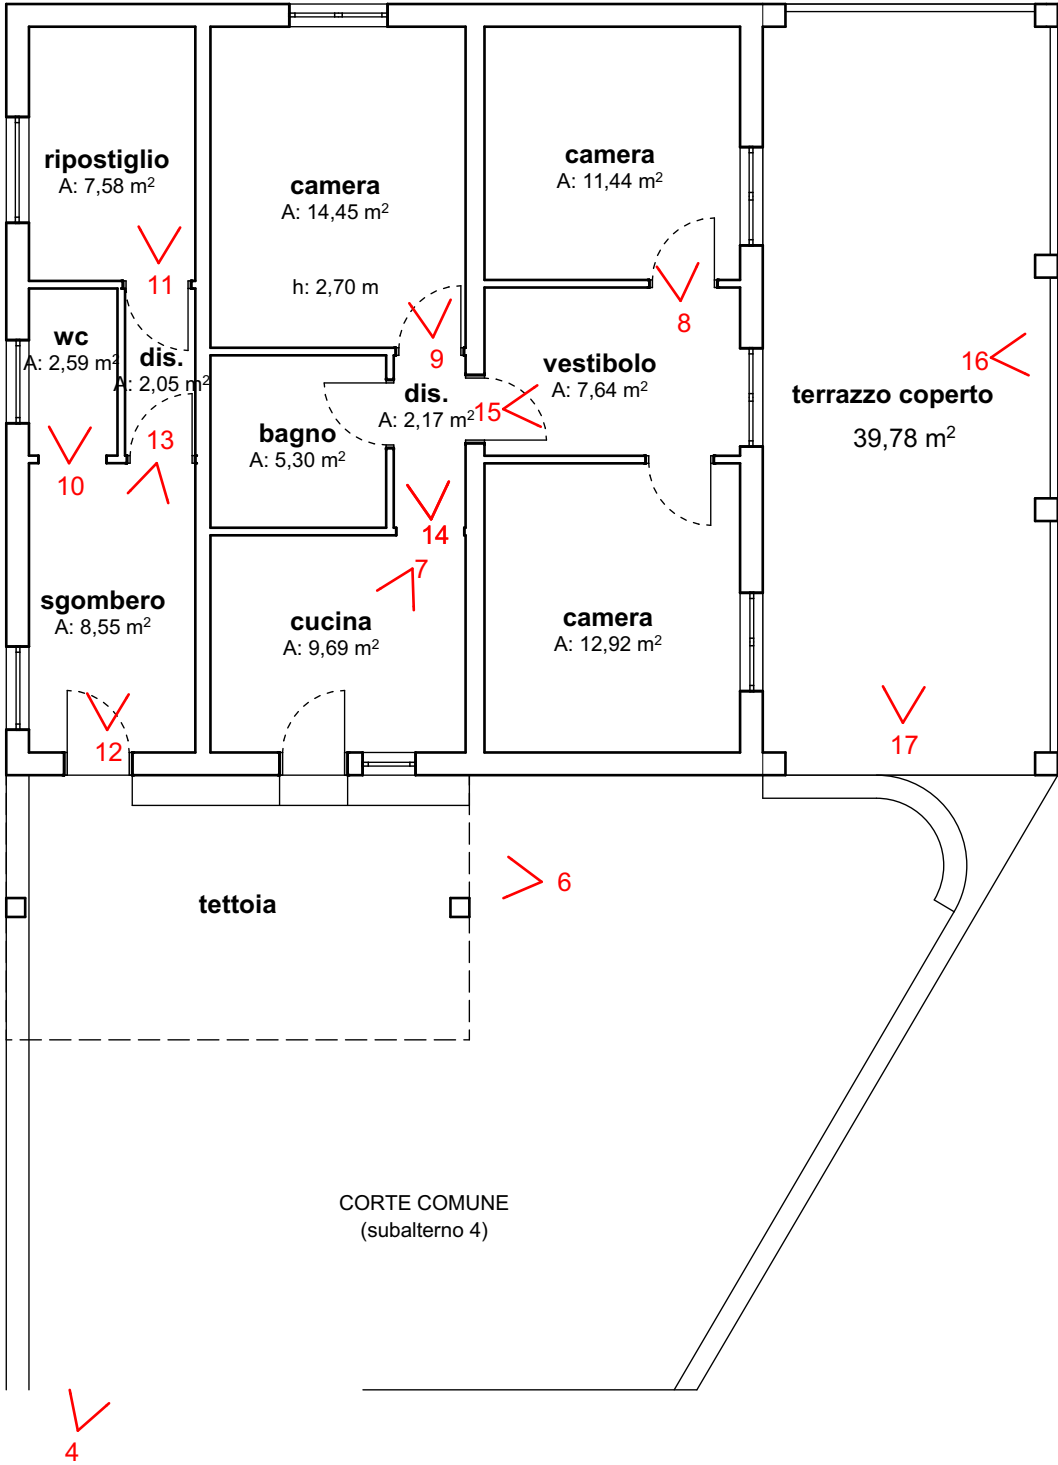 ripostiglio
A: 7,58 m²
11
camera
A: 14,45 m²
h: 2,70 m
9
camera
A: 11,44 m²
8
wc
A: 2,59 m²
10
dis.
A: 2,05 m²
13
bagno
A: 5,30 m²
dis.
A: 2,17 m²
15
vestibolo
A: 7,64 m²
16
terrazzo coperto
39,78 m²
14
7
sgombero
A: 8,55 m²
12
cucina
A: 9,69 m²
camera
A: 12,92 m²
17
6
tettoia
CORTE COMUNE
(subalterno 4)
4